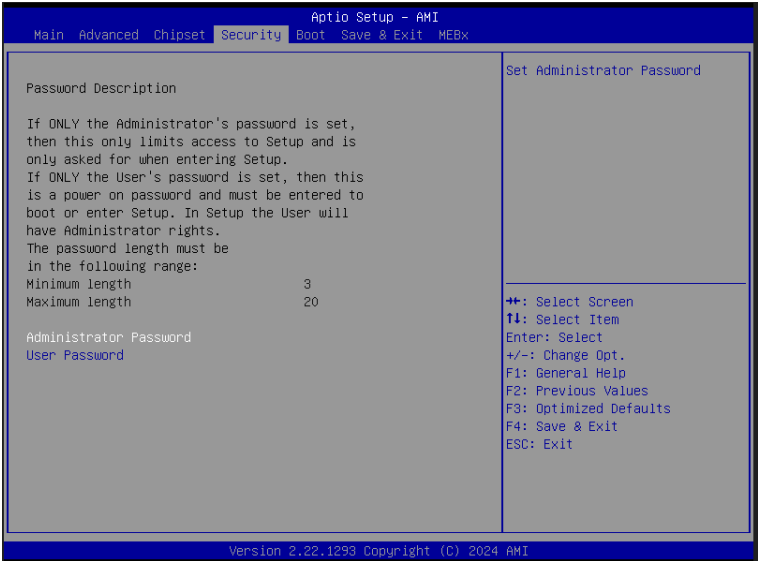 Aptio Setup – AMI
Main Advanced Chipset Security Boot Save & Exit MEBx
Password Description
If ONLY the Administrator's password is set,
then this only limits access to Setup and is
only asked for when entering Setup.
If ONLY the User's password is set, then this
is a power on password and must be entered to
boot or enter Setup. In Setup the User will
have Administrator rights.
The password length must be
in the following range:
Minimum length 3
Maximum length 20
Administrator Password
User Password
Set Administrator Password
→←: Select Screen
↑↓: Select Item
Enter: Select
+/-: Change Opt.
F1: General Help
F2: Previous Values
F3: Optimized Defaults
F4: Save & Exit
ESC: Exit
Version 2.22.1293 Copyright (C) 2024 AMI